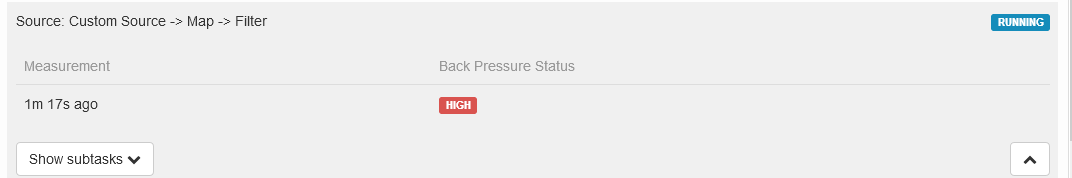 Source: Custom Source -> Map -> Filter RUNNING
Measurement Back Pressure Status
1m 17s ago HIGH
Show subtasks